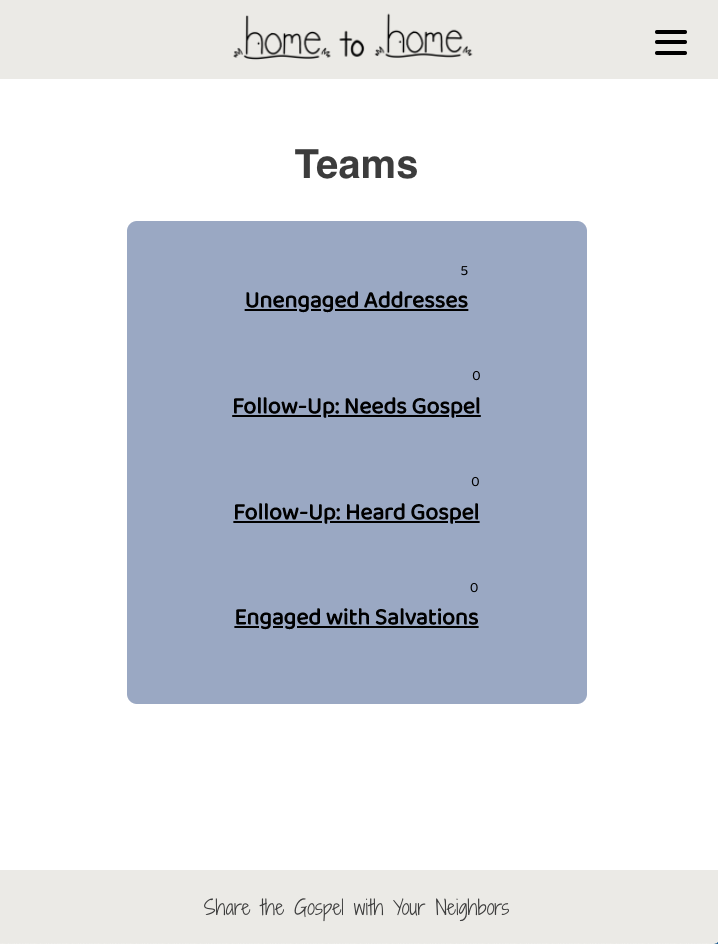 home to home
Teams
5
Unengaged Addresses
0
Follow-Up: Needs Gospel
0
Follow-Up: Heard Gospel
0
Engaged with Salvations
Share the Gospel with Your Neighbors